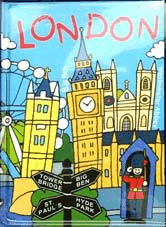 LONDON
TOWER BRIDGE
BIG BEN
ST. PAUL'S
HYDE PARK